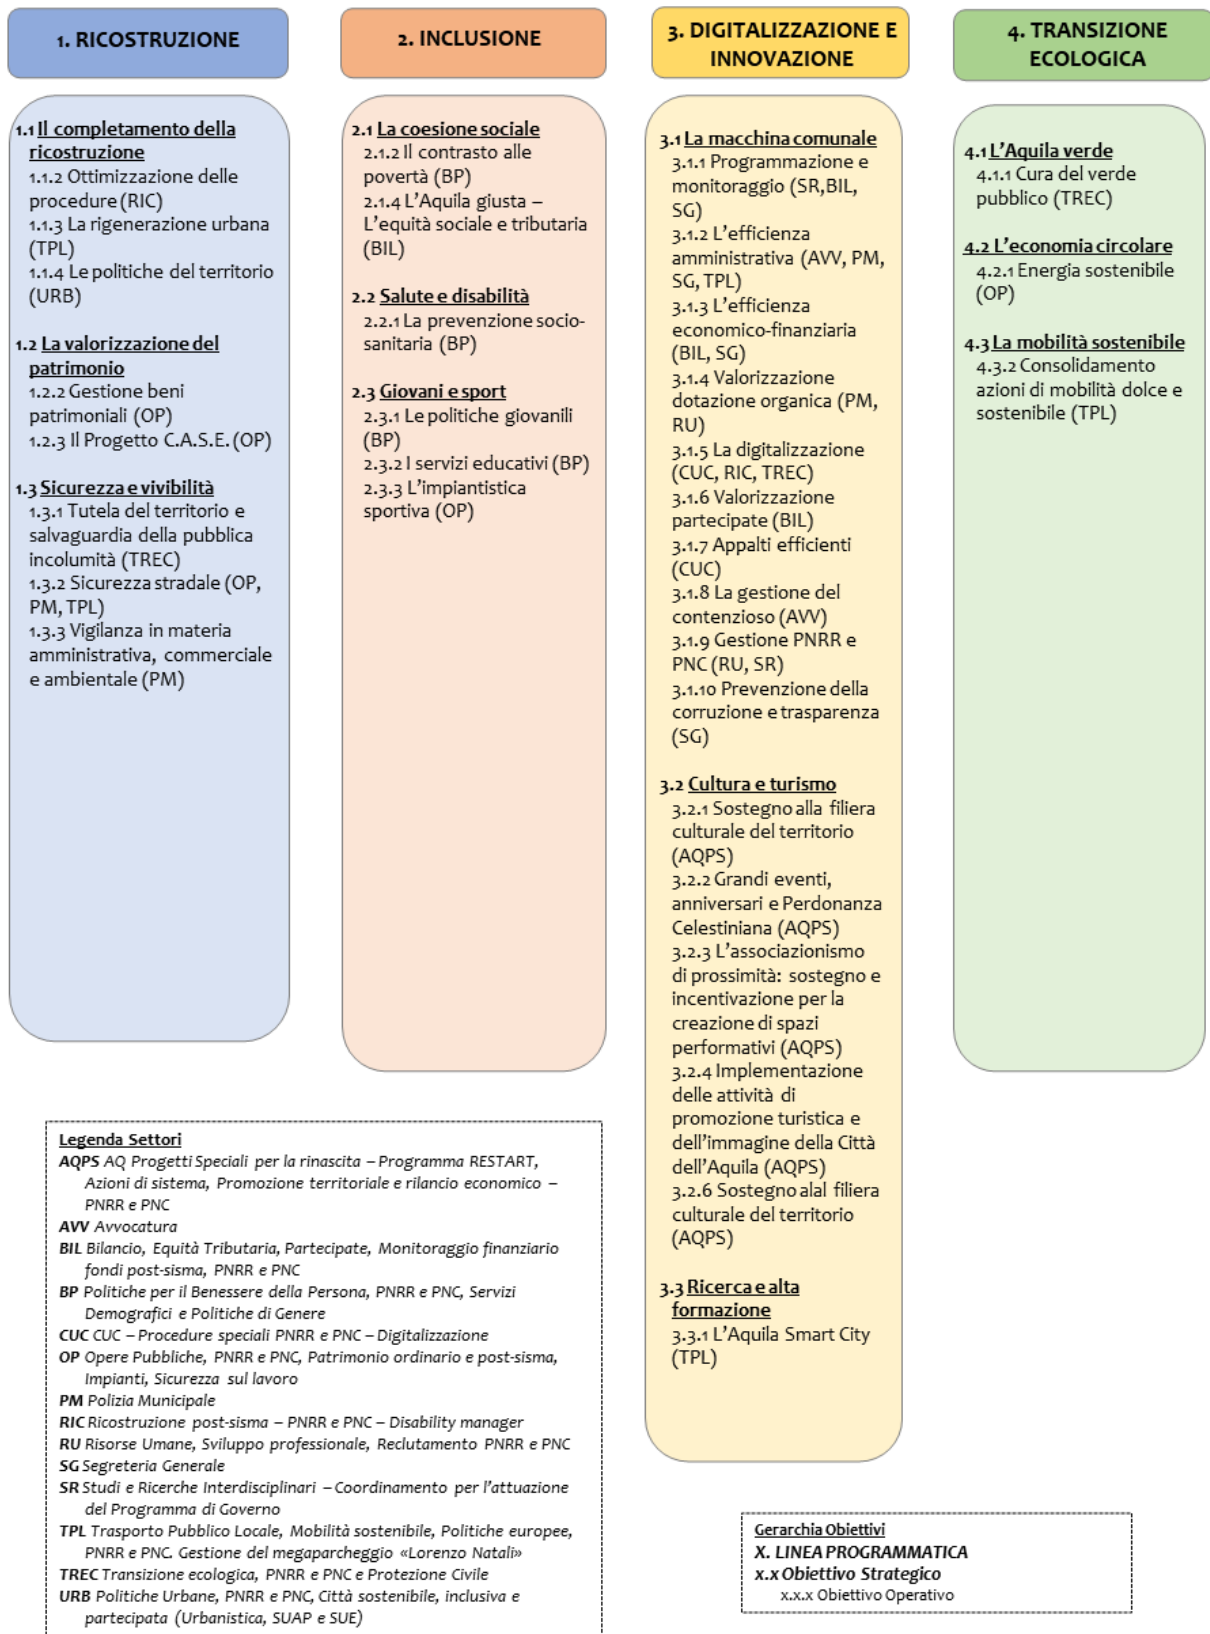 1. RICOSTRUZIONE
1.1 Il completamento della
ricostruzione
1.1.2 Ottimizzazione delle
procedure (RIC)
1.1.3 La rigenerazione urbana
(TPL)
1.1.4 Le politiche del territorio
(URB)
1.2 La valorizzazione del
patrimonio
1.2.2 Gestione beni
patrimoniali (OP)
1.2.3 Il Progetto C.A.S.E. (OP)
1.3 Sicurezza e vivibilità
1.3.1 Tutela del territorio e
salvaguardia della pubblica
incolumità (TREC)
1.3.2 Sicurezza stradale (OP,
PM, TPL)
1.3.3 Vigilanza in materia
amministrativa, commerciale
e ambientale (PM)
2. INCLUSIONE
2.1 La coesione sociale
2.1.2 Il contrasto alle
povertà (BP)
2.1.4 L'Aquila giusta –
L'equità sociale e tributaria
(BIL)
2.2 Salute e disabilità
2.2.1 La prevenzione socio-
sanitaria (BP)
2.3 Giovani e sport
2.3.1 Le politiche giovanili
(BP)
2.3.2 I servizi educativi (BP)
2.3.3 L'impiantistica
sportiva (OP)
3. DIGITALIZZAZIONE E
INNOVAZIONE
3.1 La macchina comunale
3.1.1 Programmazione e
monitoraggio (SR,BIL,
SG)
3.1.2 L'efficienza
amministrativa (AVV, PM,
SG, TPL)
3.1.3 L'efficienza
economico-finanziaria
(BIL, SG)
3.1.4 Valorizzazione
dotazione organica (PM,
RU)
3.1.5 La digitalizzazione
(CUC, RIC, TREC)
3.1.6 Valorizzazione
partecipate (BIL)
3.1.7 Appalti efficienti
(CUC)
3.1.8 La gestione del
contenzioso (AVV)
3.1.9 Gestione PNRR e
PNC (RU, SR)
3.1.10 Prevenzione della
corruzione e trasparenza
(SG)
3.2 Cultura e turismo
3.2.1 Sostegno alla filiera
culturale del territorio
(AQPS)
3.2.2 Grandi eventi,
anniversari e Perdonanza
Celestiniana (AQPS)
3.2.3 L'associazionismo
di prossimità: sostegno e
incentivazione per la
creazione di spazi
performativi (AQPS)
3.2.4 Implementazione
delle attività di
promozione turistica e
dell'immagine della Città
dell'Aquila (AQPS)
3.2.6 Sostegno alal filiera
culturale del territorio
(AQPS)
3.3 Ricerca e alta
formazione
3.3.1 L'Aquila Smart City
(TPL)
4. TRANSIZIONE
ECOLOGICA
4.1 L'Aquila verde
4.1.1 Cura del verde
pubblico (TREC)
4.2 L'economia circolare
4.2.1 Energia sostenibile
(OP)
4.3 La mobilità sostenibile
4.3.2 Consolidamento
azioni di mobilità dolce e
sostenibile (TPL)
Legenda Settori
AQPS AQ Progetti Speciali per la rinascita – Programma RESTART,
Azioni di sistema, Promozione territoriale e rilancio economico –
PNRR e PNC
AVV Avvocatura
BIL Bilancio, Equità Tributaria, Partecipate, Monitoraggio finanziario
fondi post-sisma, PNRR e PNC
BP Politiche per il Benessere della Persona, PNRR e PNC, Servizi
Demografici e Politiche di Genere
CUC CUC – Procedure speciali PNRR e PNC – Digitalizzazione
OP Opere Pubbliche, PNRR e PNC, Patrimonio ordinario e post-sisma,
Impianti, Sicurezza sul lavoro
PM Polizia Municipale
RIC Ricostruzione post-sisma – PNRR e PNC – Disability manager
RU Risorse Umane, Sviluppo professionale, Reclutamento PNRR e PNC
SG Segreteria Generale
SR Studi e Ricerche Interdisciplinari – Coordinamento per l'attuazione
del Programma di Governo
TPL Trasporto Pubblico Locale, Mobilità sostenibile, Politiche europee,
PNRR e PNC. Gestione del megaparcheggio «Lorenzo Natali»
TREC Transizione ecologica, PNRR e PNC e Protezione Civile
URB Politiche Urbane, PNRR e PNC, Città sostenibile, inclusiva e
partecipata (Urbanistica, SUAP e SUE)
Gerarchia Obiettivi
X. LINEA PROGRAMMATICA
x.x Obiettivo Strategico
x.x.x Obiettivo Operativo